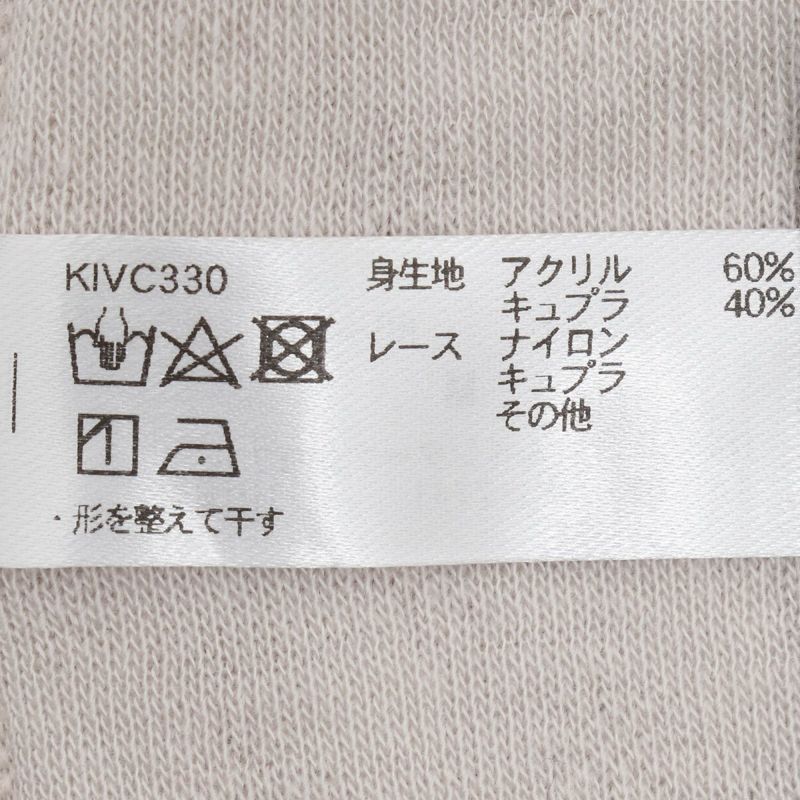 KIVC330
身生地 アクリル 60%
キュプラ 40%
レース ナイロン
キュプラ
その他
・形を整えて干す